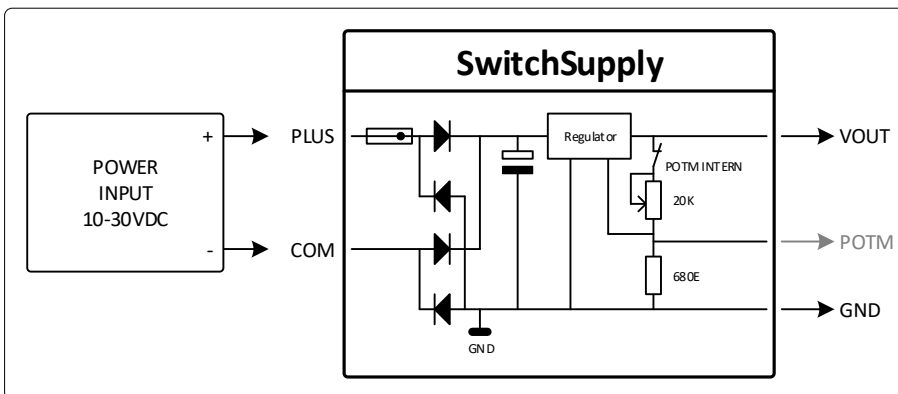 SwitchSupply
+
PLUS
Regulator
VOUT
POWER
INPUT
10-30VDC
POTM INTERN
20K
-
COM
POTM
680E
GND
GND